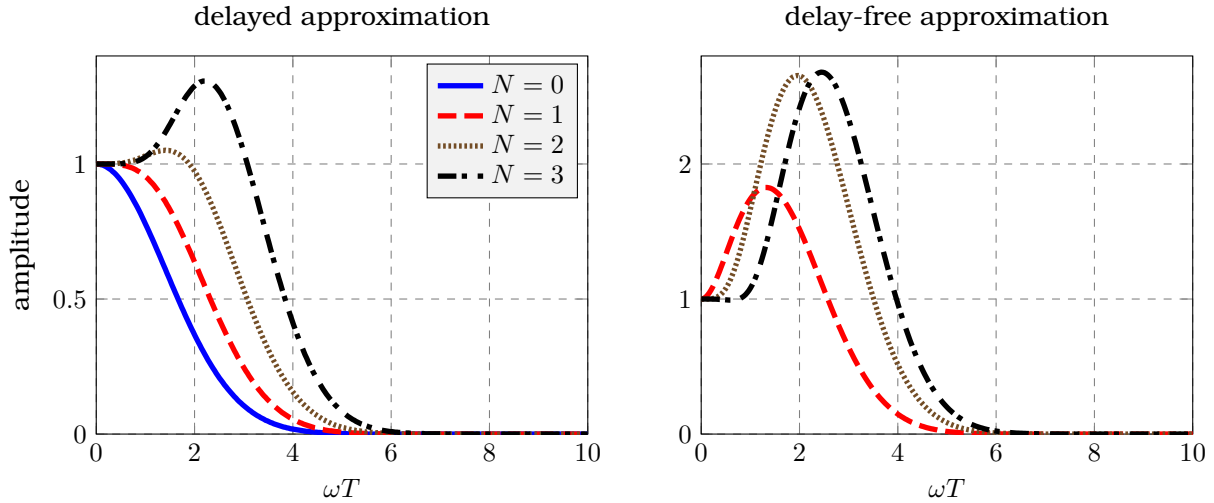 delayed approximation
amplitude
1
0.5
0
0 2 4 6 8 10
ωT
N = 0
N = 1
N = 2
N = 3
delay-free approximation
2
1
0
0 2 4 6 8 10
ωT